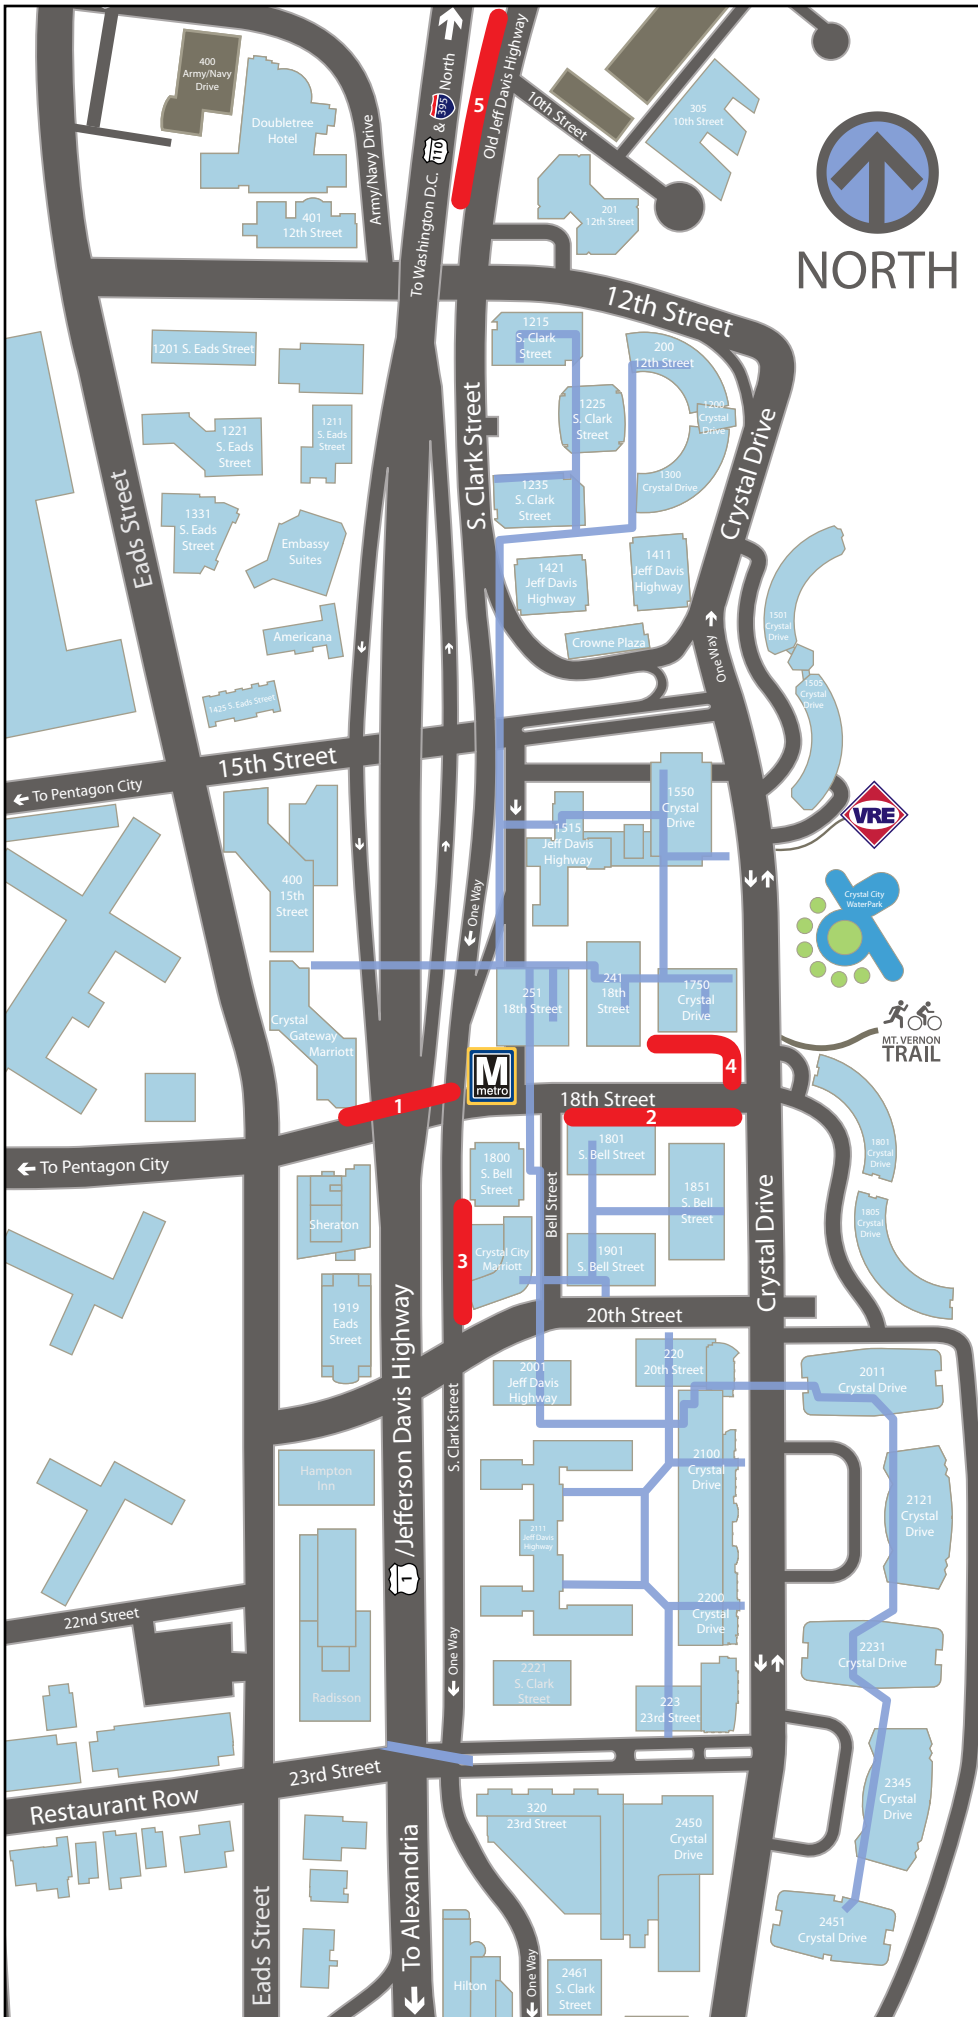 400
Army/Navy
Drive
Doubletree
Hotel
401
12th Street
Army/Navy Drive
To Washington D.C.
110
&
395
North
5
Old Jeff Davis Highway
10th Street
305
10th Street
201
12th Street
NORTH
12th Street
1201 S. Eads Street
1221
S. Eads
Street
1211
S. Eads
Street
1331
S. Eads
Street
Embassy
Suites
Americana
1425 S. Eads Street
Eads Street
S. Clark Street
1215
S. Clark
Street
200
12th Street
1225
S. Clark
Street
1200
Crystal
Drive
1235
S. Clark
Street
1300
Crystal Drive
Crystal Drive
1421
Jeff Davis
Highway
1411
Jeff Davis
Highway
Crowne Plaza
One Way
1501
Crystal
Drive
1505
Crystal
Drive
15th Street
To Pentagon City
VRE
1550
Crystal
Drive
1515
Jeff Davis
Highway
400
15th
Street
One Way
Crystal City
WaterPark
251
18th Street
241
18th
Street
1750
Crystal
Drive
Crystal
Gateway
Marriott
MT. VERNON
TRAIL
M
metro
4
1
18th Street
2
To Pentagon City
1800
S. Bell
Street
1801
S. Bell Street
1851
S. Bell
Street
1801
Crystal
Drive
1805
Crystal
Drive
Bell Street
Crystal Drive
Sheraton
3
Crystal City
Marriott
1901
S. Bell Street
1919
Eads
Street
20th Street
/Jefferson Davis Highway
1
S. Clark Street
2001
Jeff Davis
Highway
220
20th Street
2011
Crystal Drive
Hampton
Inn
2100
Crystal
Drive
2111
Jeff Davis
Highway
2121
Crystal
Drive
2200
Crystal
Drive
22nd Street
One Way
2231
Crystal Drive
Radisson
2221
S. Clark
Street
223
23rd Street
23rd Street
Restaurant Row
2345
Crystal
Drive
320
23rd Street
2450
Crystal
Drive
To Alexandria
Eads Street
2451
Crystal Drive
Hilton
One Way
2461
S. Clark
Street